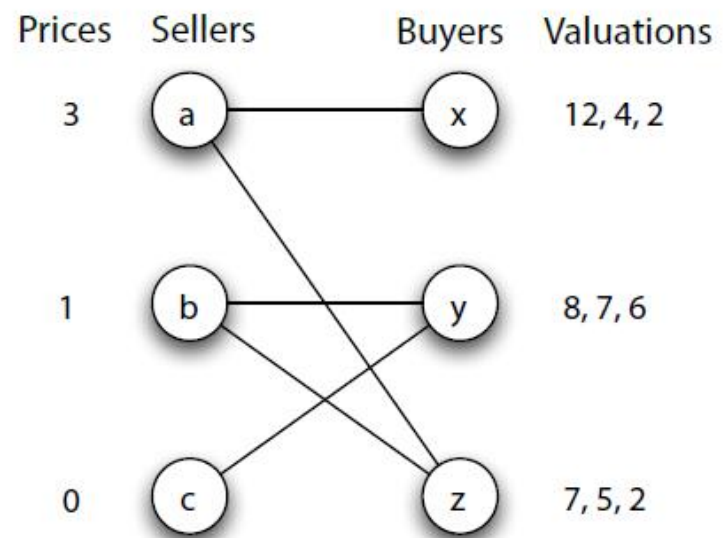 Prices Sellers Buyers Valuations
3 a x 12, 4, 2
1 b y 8, 7, 6
0 c z 7, 5, 2